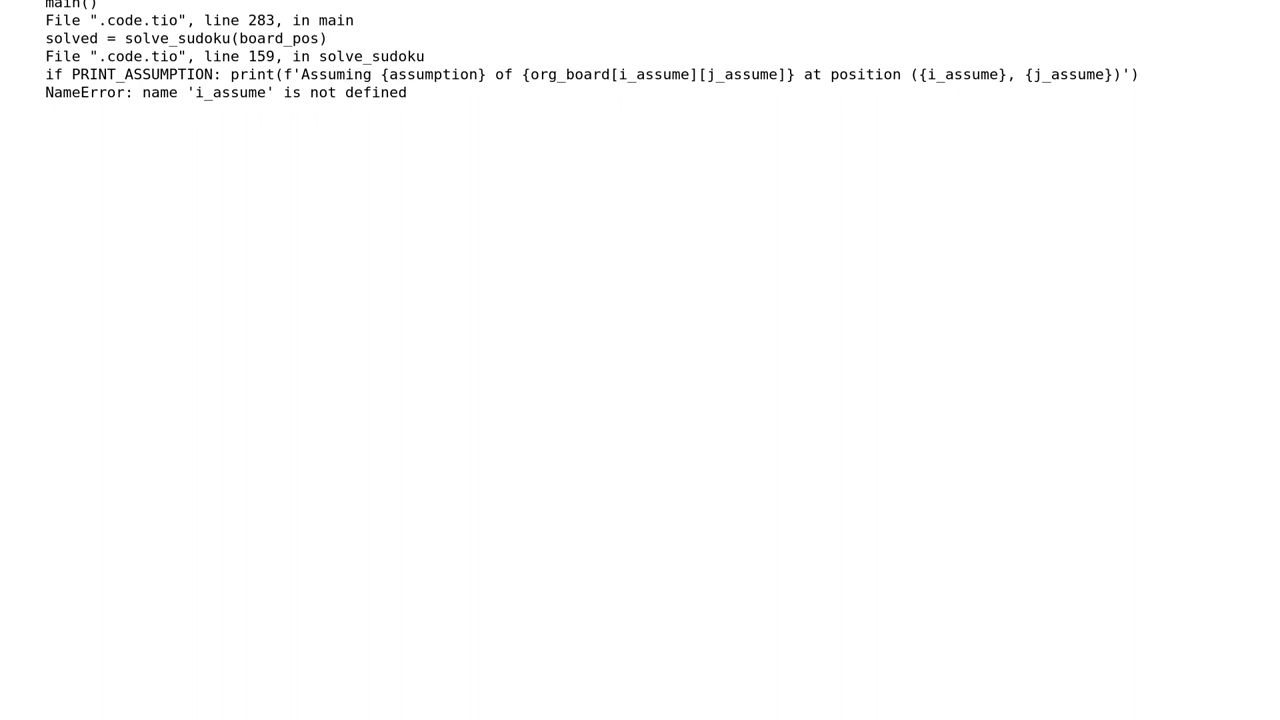 main()
File ".code.tio", line 283, in main
solved = solve_sudoku(board_pos)
File ".code.tio", line 159, in solve_sudoku
if PRINT_ASSUMPTION: print(f'Assuming {assumption} of {org_board[i_assume][j_assume]} at position ({i_assume}, {j_assume})')
NameError: name 'i_assume' is not defined